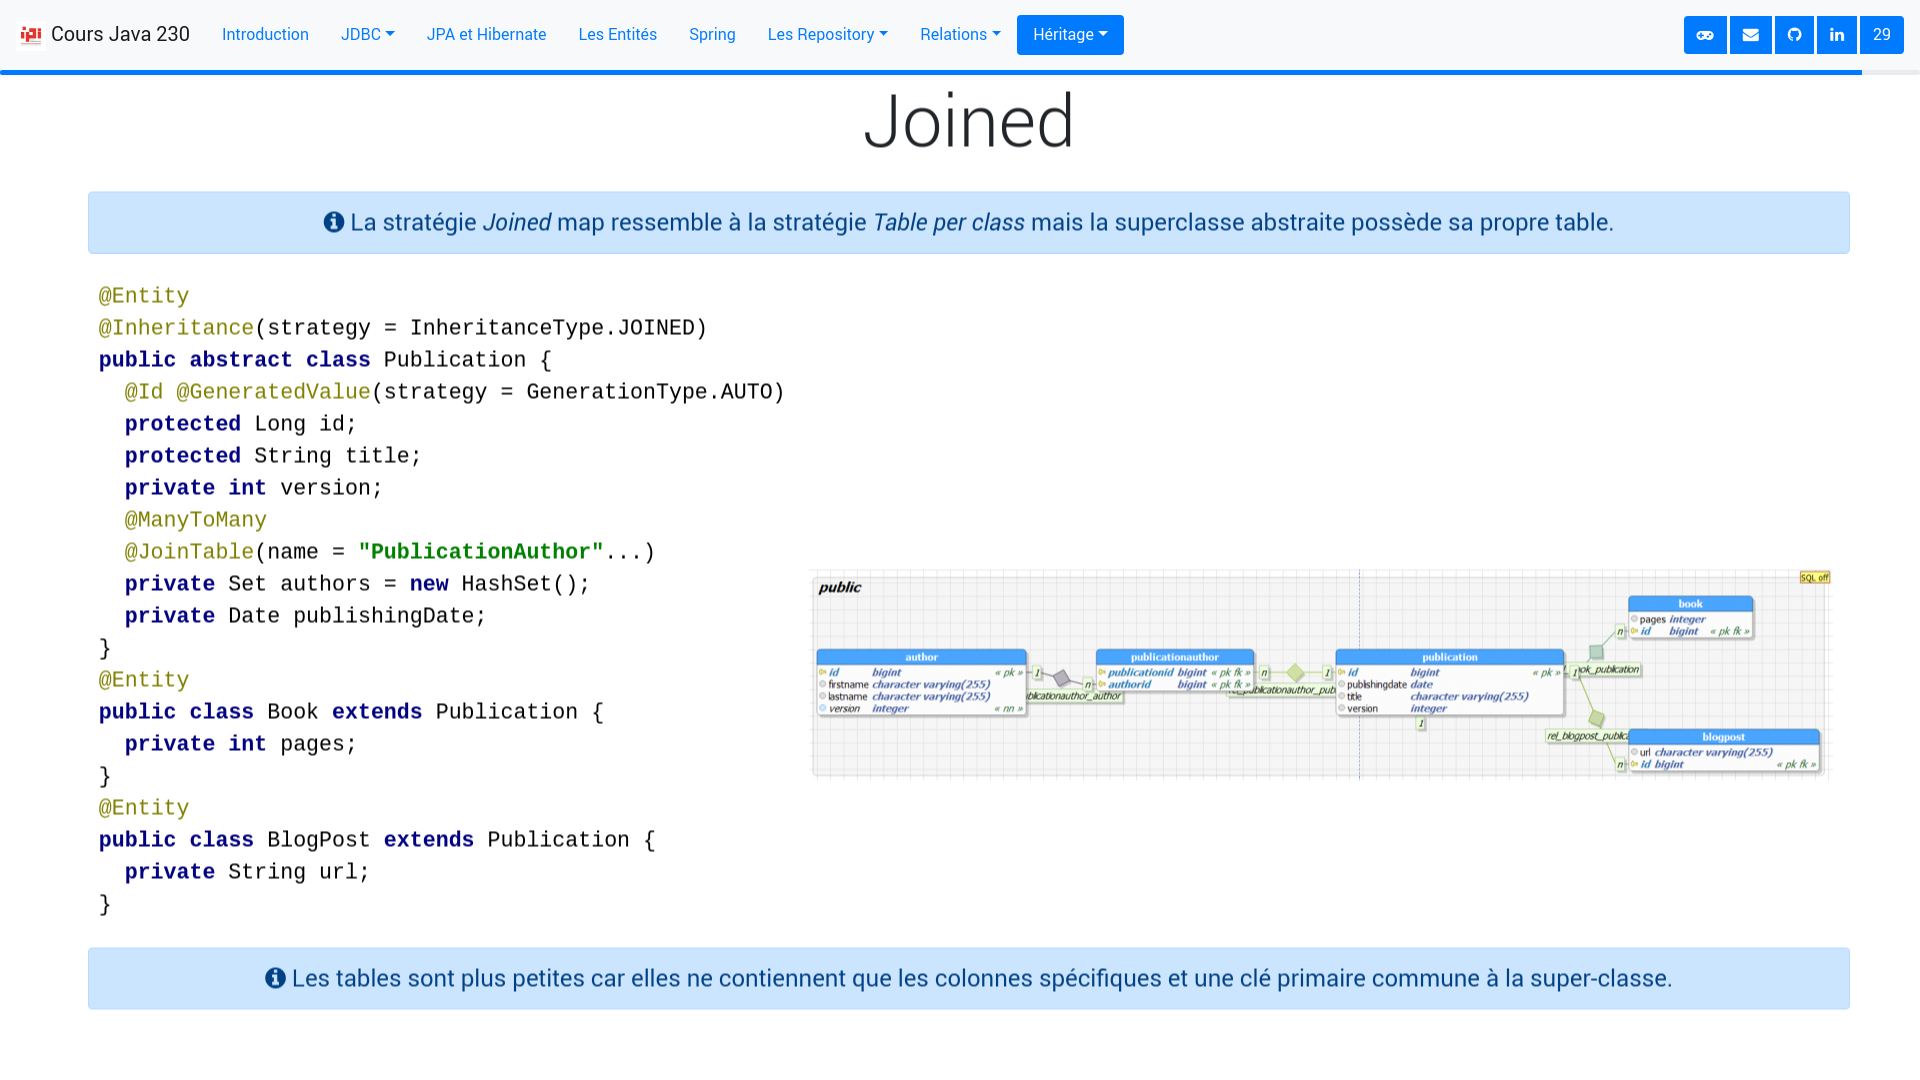 Cours Java 230 Introduction JDBC JPA et Hibernate Les Entités Spring Les Repository Relations Héritage 29
Joined
La stratégie Joined map ressemble à la stratégie Table per class mais la superclasse abstraite possède sa propre table.
@Entity
@Inheritance(strategy = InheritanceType.JOINED)
public abstract class Publication {
  @Id @GeneratedValue(strategy = GenerationType.AUTO)
  protected Long id;
  protected String title;
  private int version;
  @ManyToMany
  @JoinTable(name = "PublicationAuthor"...)
  private Set authors = new HashSet();
  private Date publishingDate;
}
@Entity
public class Book extends Publication {
  private int pages;
}
@Entity
public class BlogPost extends Publication {
  private String url;
}
public
SQL off
author
id bigint « pk »
firstname character varying(255)
lastname character varying(255)
version integer « nn »
1
n
blicationauthor_author
publicationauthor
publicationid bigint « pk fk »
authorid bigint « pk fk »
n
1
publication
id bigint « pk »
publishingdate date
title character varying(255)
version integer
1
1
ok_publication
n
book
pages integer
id bigint « pk fk »
n
blogpost
url character varying(255)
id bigint « pk fk »
Les tables sont plus petites car elles ne contiennent que les colonnes spécifiques et une clé primaire commune à la super-classe.